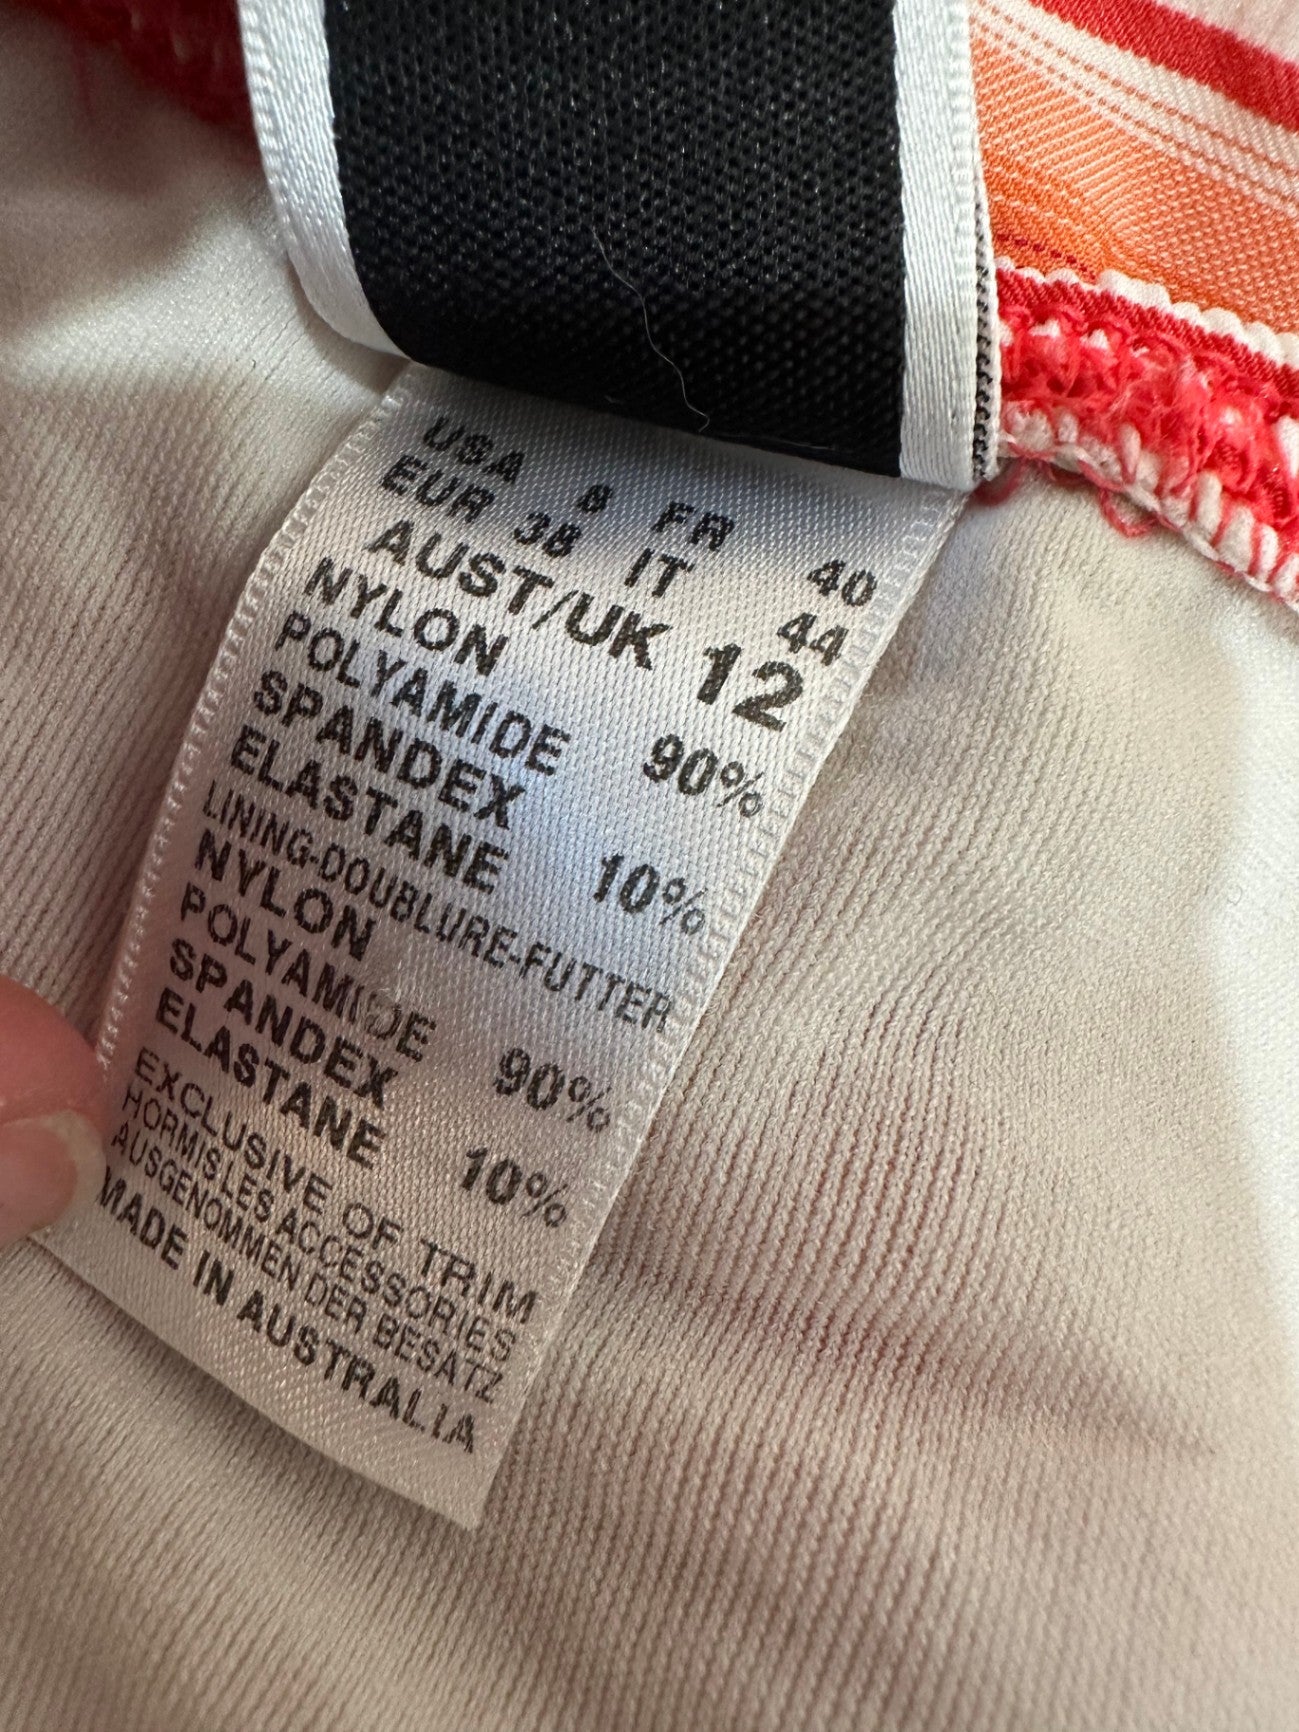 USA 8 FR 40
EUR 38 IT 44
AUST/UK 12
NYLON
POLYAMIDE 90%
SPANDEX
ELASTANE 10%
LINING-DOUBLURE-FUTTER
NYLON
POLYAMIDE 90%
SPANDEX
ELASTANE 10%
EXCLUSIVE OF TRIM
HORMIS LES ACCESSORIES
AUSGENOMMEN DER BESATZ
MADE IN AUSTRALIA